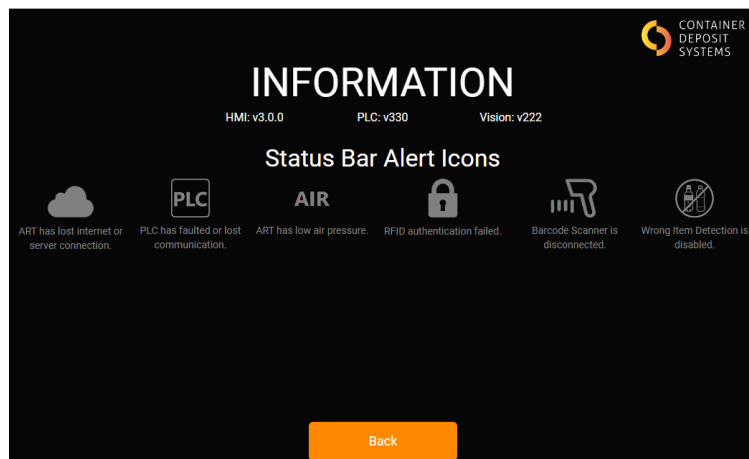 CONTAINER
DEPOSIT
SYSTEMS
INFORMATION
HMI: v3.0.0 PLC: v330 Vision: v222
Status Bar Alert Icons
PLC AIR
ART has lost internet or PLC has faulted or lost ART has low air pressure. RFID authentication failed. Barcode Scanner is Wrong Item Detection is
server connection. communication. disconnected. disabled.
Back